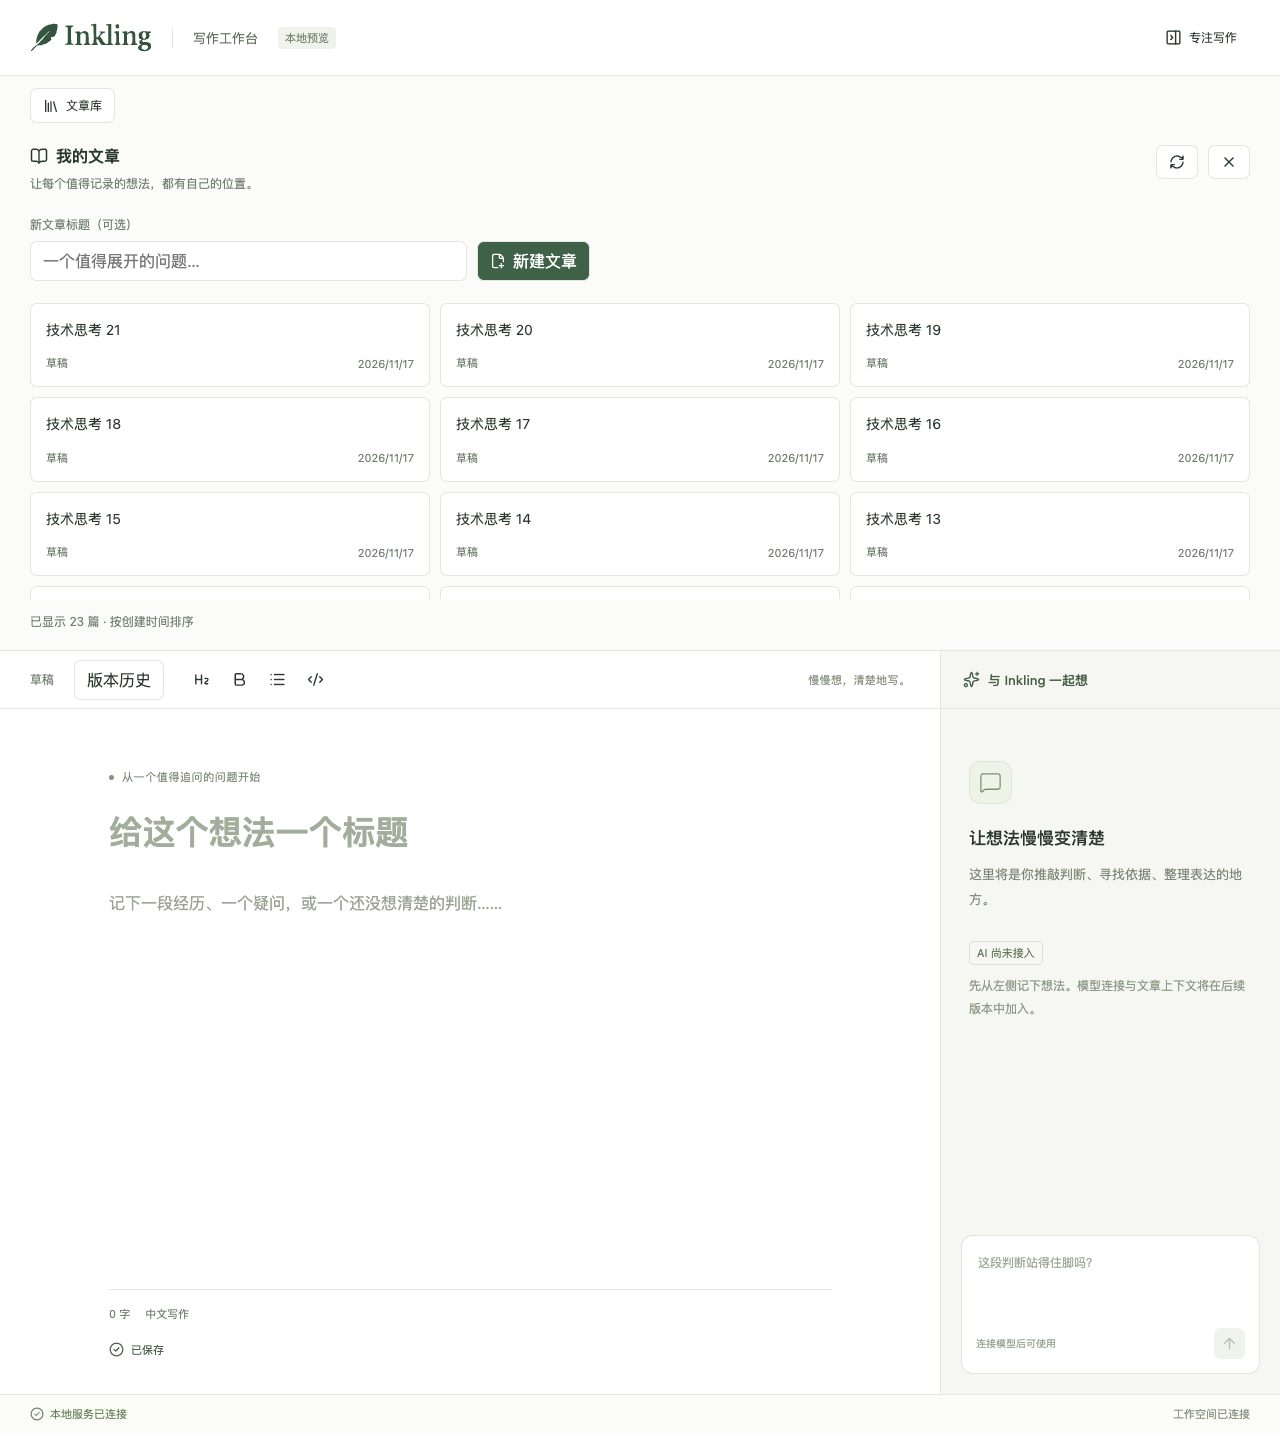 Inkling
写作工作台
本地预览
专注写作
文章库
我的文章
让每个值得记录的想法，都有自己的位置。
新文章标题（可选）
一个值得展开的问题...
新建文章
技术思考 21
草稿
2026/11/17
技术思考 20
草稿
2026/11/17
技术思考 19
草稿
2026/11/17
技术思考 18
草稿
2026/11/17
技术思考 17
草稿
2026/11/17
技术思考 16
草稿
2026/11/17
技术思考 15
草稿
2026/11/17
技术思考 14
草稿
2026/11/17
技术思考 13
草稿
2026/11/17
已显示 23 篇 · 按创建时间排序
草稿
版本历史
H2
B
慢慢想，清楚地写。
与 Inkling 一起想
从一个值得追问的问题开始
给这个想法一个标题
记下一段经历、一个疑问，或一个还没想清楚的判断……
让想法慢慢变清楚
这里将是你推敲判断、寻找依据、整理表达的地
方。
AI 尚未接入
先从左侧记下想法。模型连接与文章上下文将在后续
版本中加入。
这段判断站得住脚吗？
连接模型后可使用
0 字
中文写作
已保存
本地服务已连接
工作空间已连接